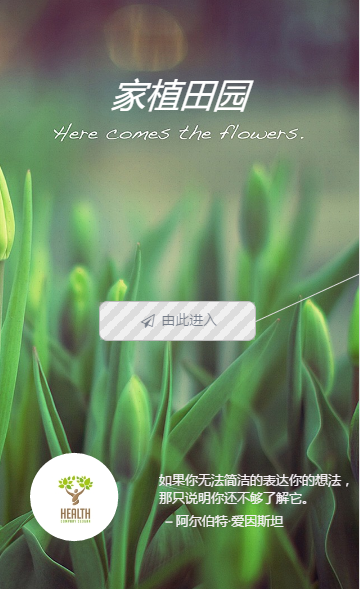 家植田园
Here comes the flowers.
由此进入
如果你无法简洁的表达你的想法，
那只说明你还不够了解它。
– 阿尔伯特·爱因斯坦
HEALTH